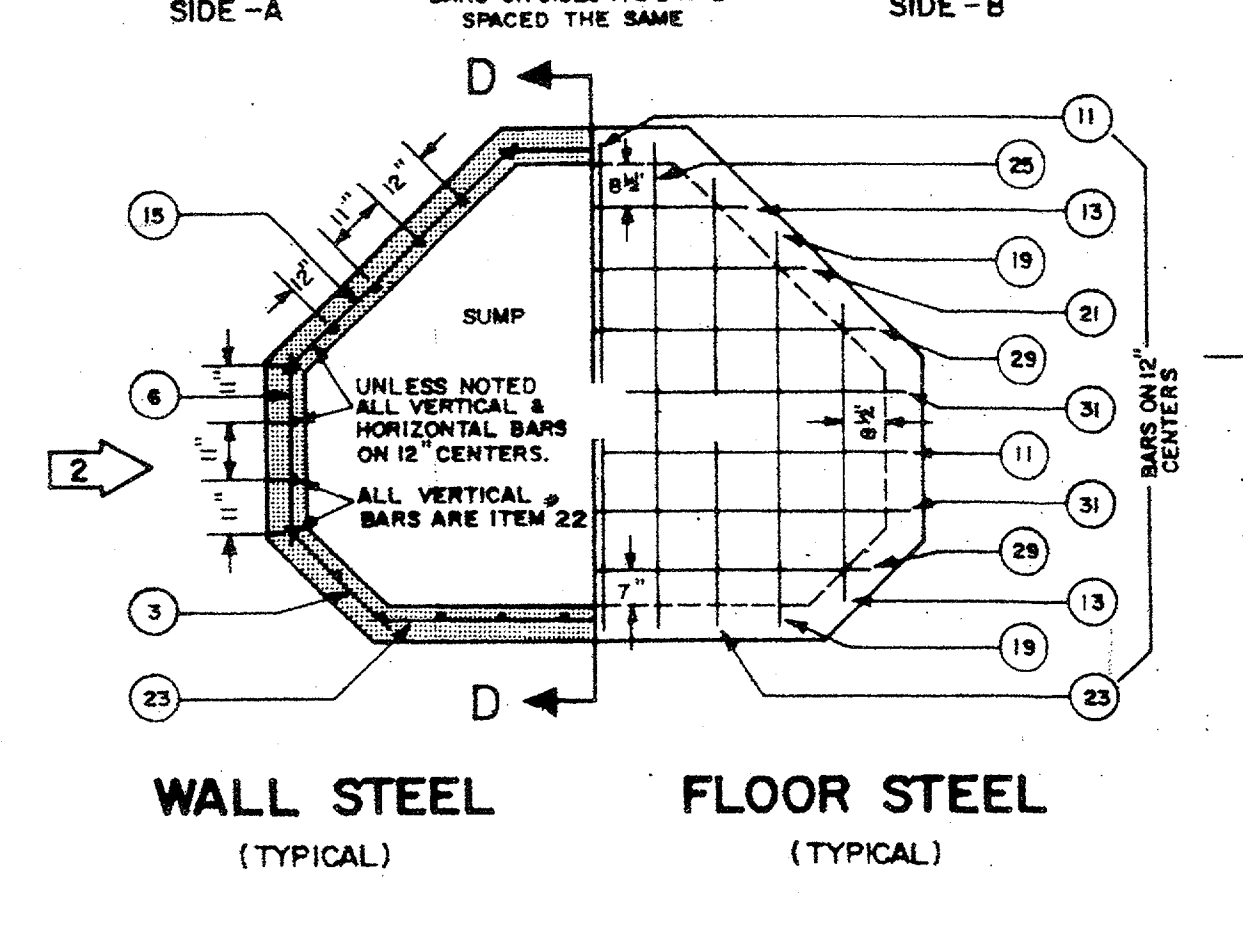 SIDE - A
SIDE - B
SPACED THE SAME
D
11
25
8½"
12"
13
11"
15
19
12"
21
SUMP
29
11"
6
UNLESS NOTED
ALL VERTICAL &
HORIZONTAL BARS
ON 12" CENTERS.
31
8½"
BARS ON 12"
CENTERS
11"
11
2
11"
ALL VERTICAL
BARS ARE ITEM 22
31
29
7"
3
13
19
23
D
23
WALL STEEL
(TYPICAL)
FLOOR STEEL
(TYPICAL)